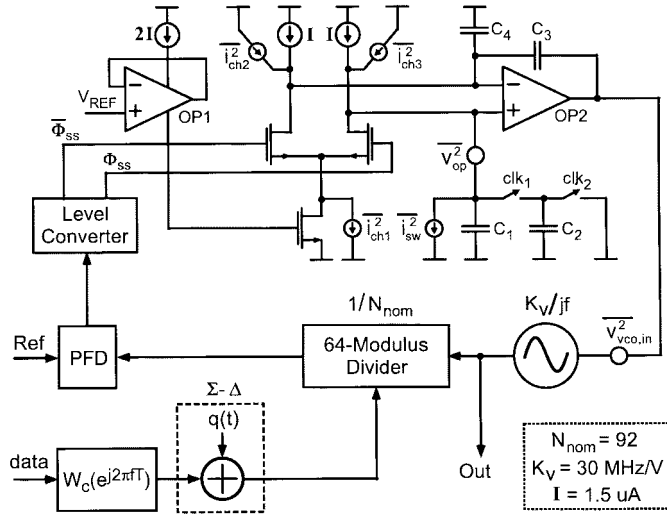 2I
I
I
i²ch2
i²ch3
C4
C3
VREF
OP1
OP2
Φ̅ss
Φss
v²op
clk1
clk2
Level Converter
i²ch1
i²sw
C1
C2
1/Nnom
Kv/jf
v²vco,in
Ref
PFD
64-Modulus Divider
Σ-Δ
q(t)
data
Wc(e^j2πfT)
Out
Nnom = 92
Kv = 30 MHz/V
I = 1.5 uA